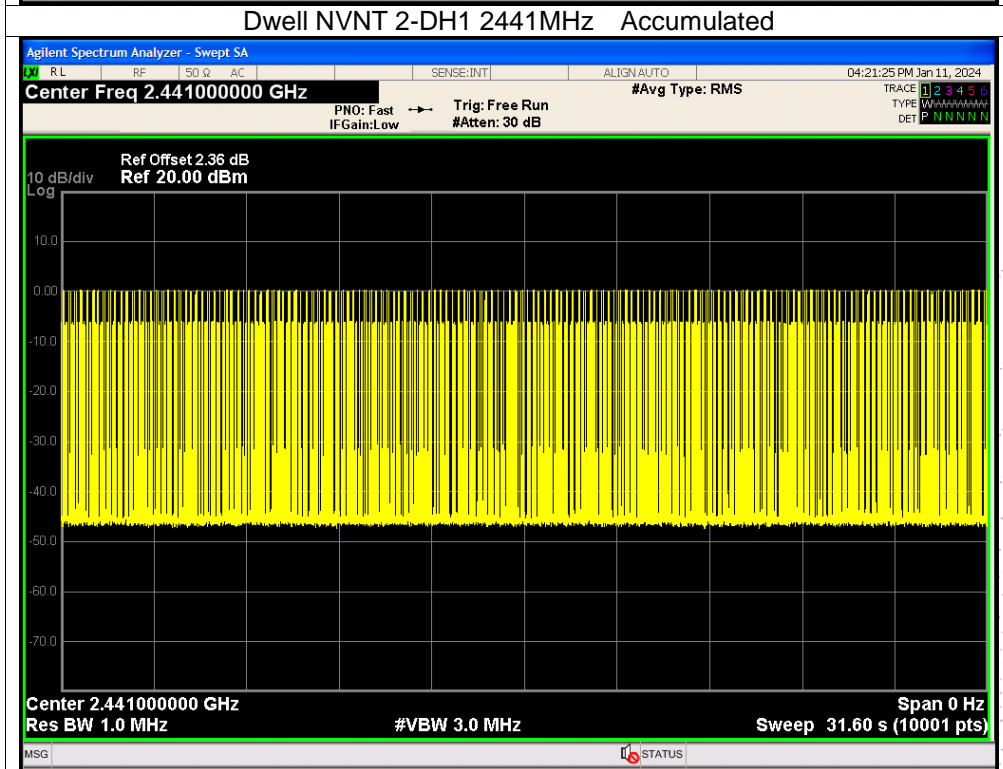 Dwell NVNT 2-DH1 2441MHz Accumulated
Agilent Spectrum Analyzer - Swept SA
LXI RL RF 50 Ω AC SENSE:INT ALIGN AUTO 04:21:25 PM Jan 11, 2024
Center Freq 2.441000000 GHz #Avg Type: RMS TRACE 1 2 3 4 5 6
PNO: Fast Trig: Free Run TYPE W
IFGain:Low #Atten: 30 dB DET P N N N N N
Ref Offset 2.36 dB
10 dB/div Ref 20.00 dBm
Log
10.0
0.00
-10.0
-20.0
-30.0
-40.0
-50.0
-60.0
-70.0
Center 2.441000000 GHz Span 0 Hz
Res BW 1.0 MHz #VBW 3.0 MHz Sweep 31.60 s (10001 pts)
MSG STATUS